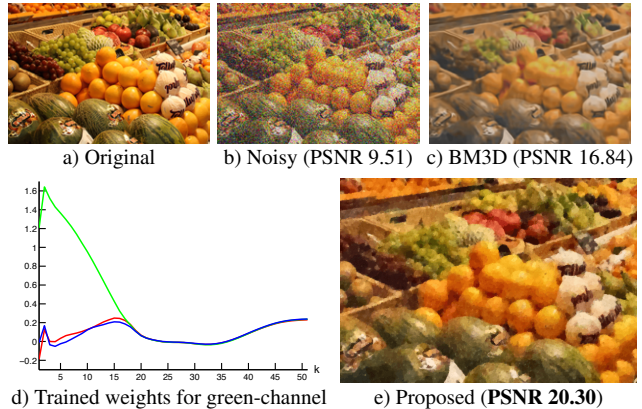 a) Original
b) Noisy (PSNR 9.51)
c) BM3D (PSNR 16.84)
1.6
1.4
1.2
1
0.8
0.6
0.4
0.2
0
−0.2
5 10 15 20 25 30 35 40 45 50 k
d) Trained weights for green-channel
e) Proposed (PSNR 20.30)